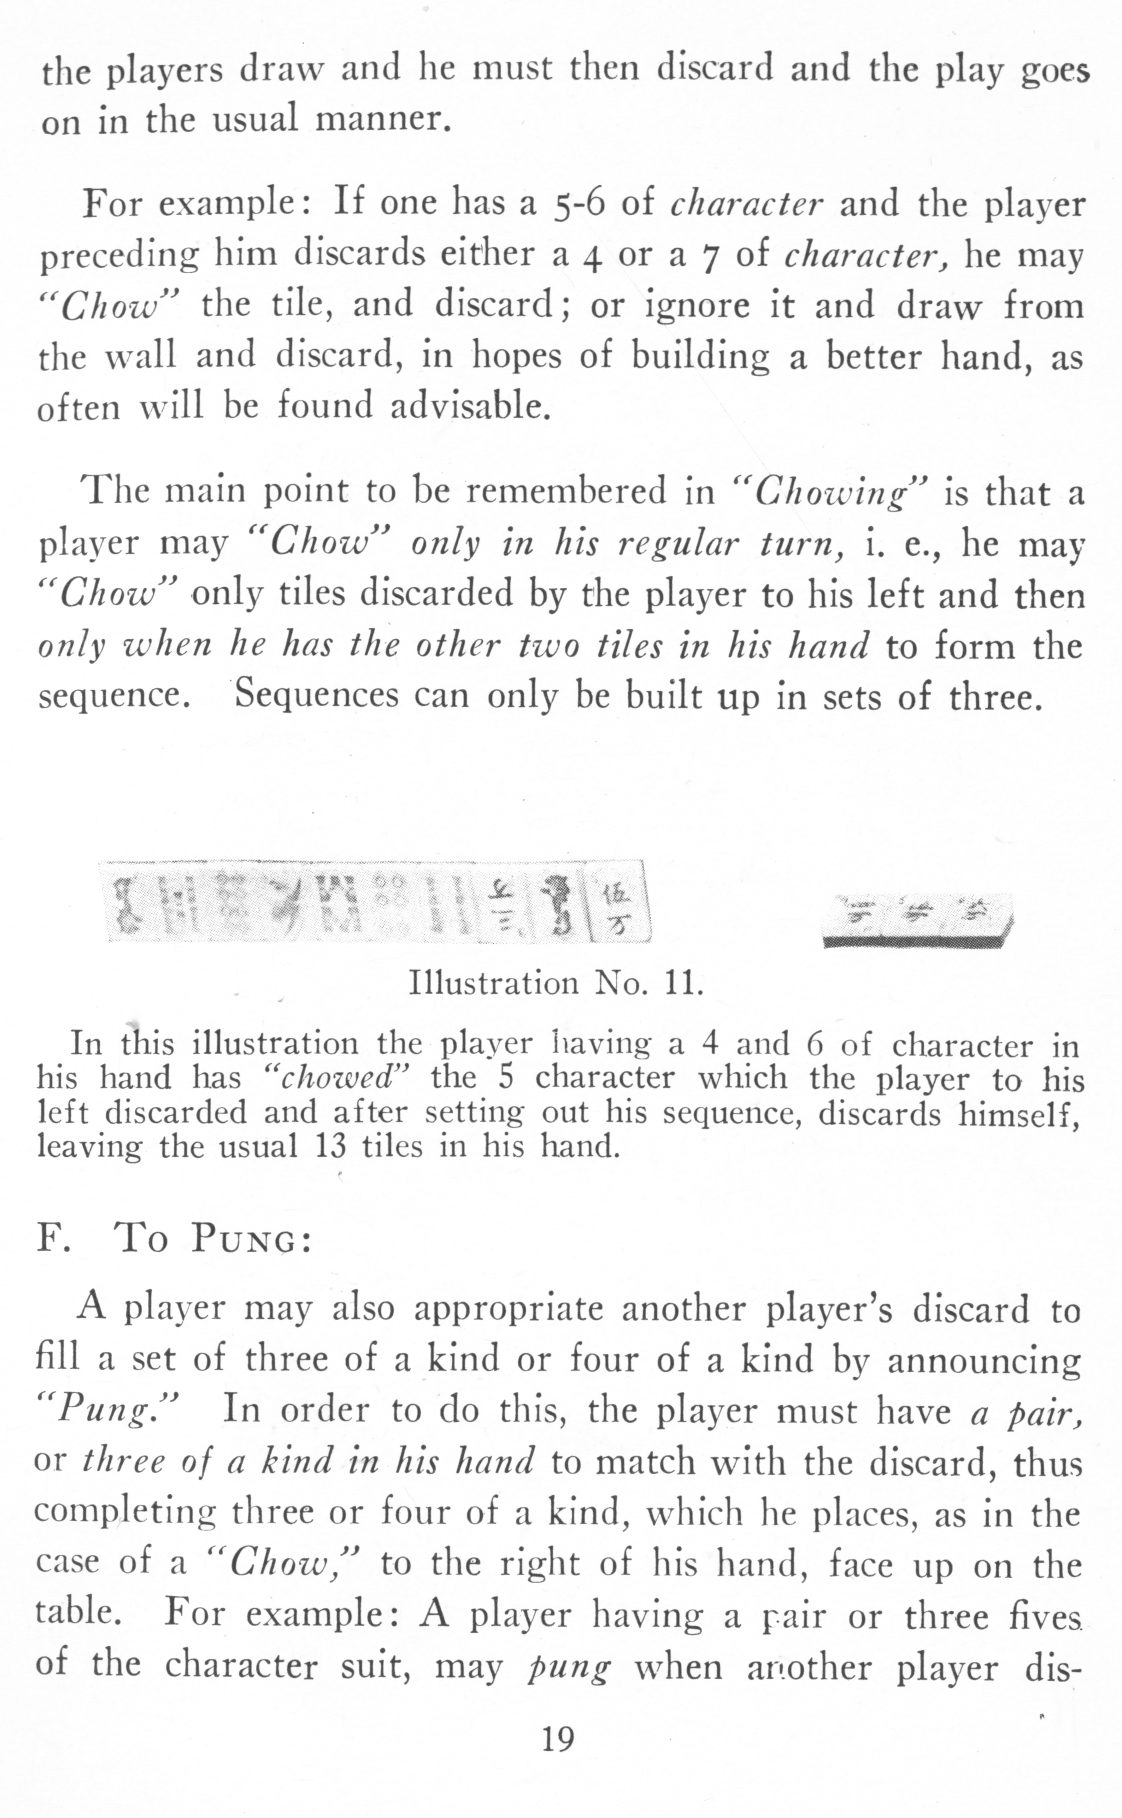 the players draw and he must then discard and the play goes
on in the usual manner.
For example: If one has a 5-6 of character and the player
preceding him discards either a 4 or a 7 of character, he may
“Chow” the tile, and discard; or ignore it and draw from
the wall and discard, in hopes of building a better hand, as
often will be found advisable.
The main point to be remembered in “Chowing” is that a
player may “Chow” only in his regular turn, i. e., he may
“Chow” only tiles discarded by the player to his left and then
only when he has the other two tiles in his hand to form the
sequence. Sequences can only be built up in sets of three.
伍
Illustration No. 11.
In this illustration the player having a 4 and 6 of character in
his hand has “chowed” the 5 character which the player to his
left discarded and after setting out his sequence, discards himself,
leaving the usual 13 tiles in his hand.
F. To Pung:
A player may also appropriate another player’s discard to
fill a set of three of a kind or four of a kind by announcing
“Pung.” In order to do this, the player must have a pair,
or three of a kind in his hand to match with the discard, thus
completing three or four of a kind, which he places, as in the
case of a “Chow,” to the right of his hand, face up on the
table. For example: A player having a pair or three fives
of the character suit, may pung when another player dis-
19